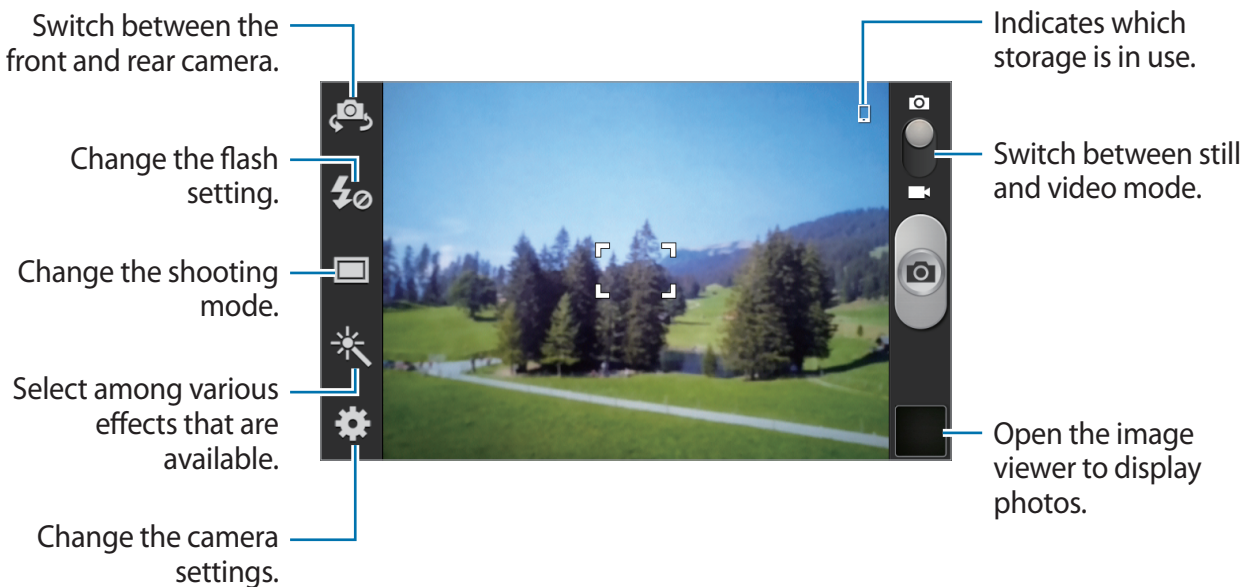 Switch between the
front and rear camera.
Change the flash
setting.
Change the shooting
mode.
Select among various
effects that are
available.
Change the camera
settings.
Indicates which
storage is in use.
Switch between still
and video mode.
Open the image
viewer to display
photos.